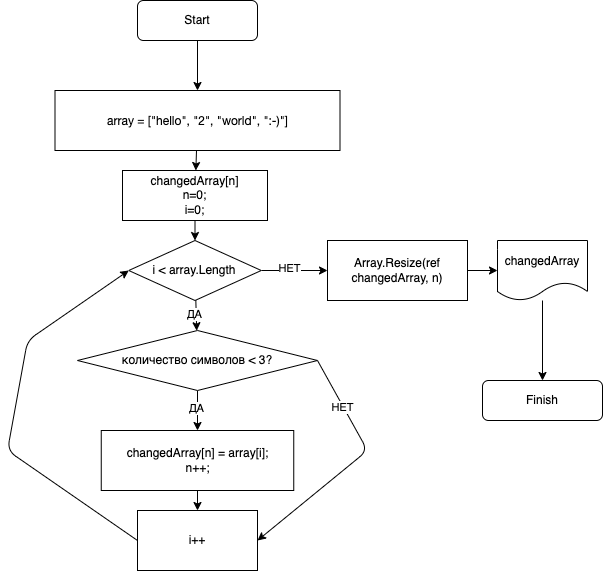 Start
array = ["hello", "2", "world", ":-)"]
changedArray[n]
n=0;
i=0;
i < array.Length
НЕТ
Array.Resize(ref
changedArray, n)
changedArray
ДА
количество символов < 3?
Finish
ДА
НЕТ
changedArray[n] = array[i];
n++;
i++